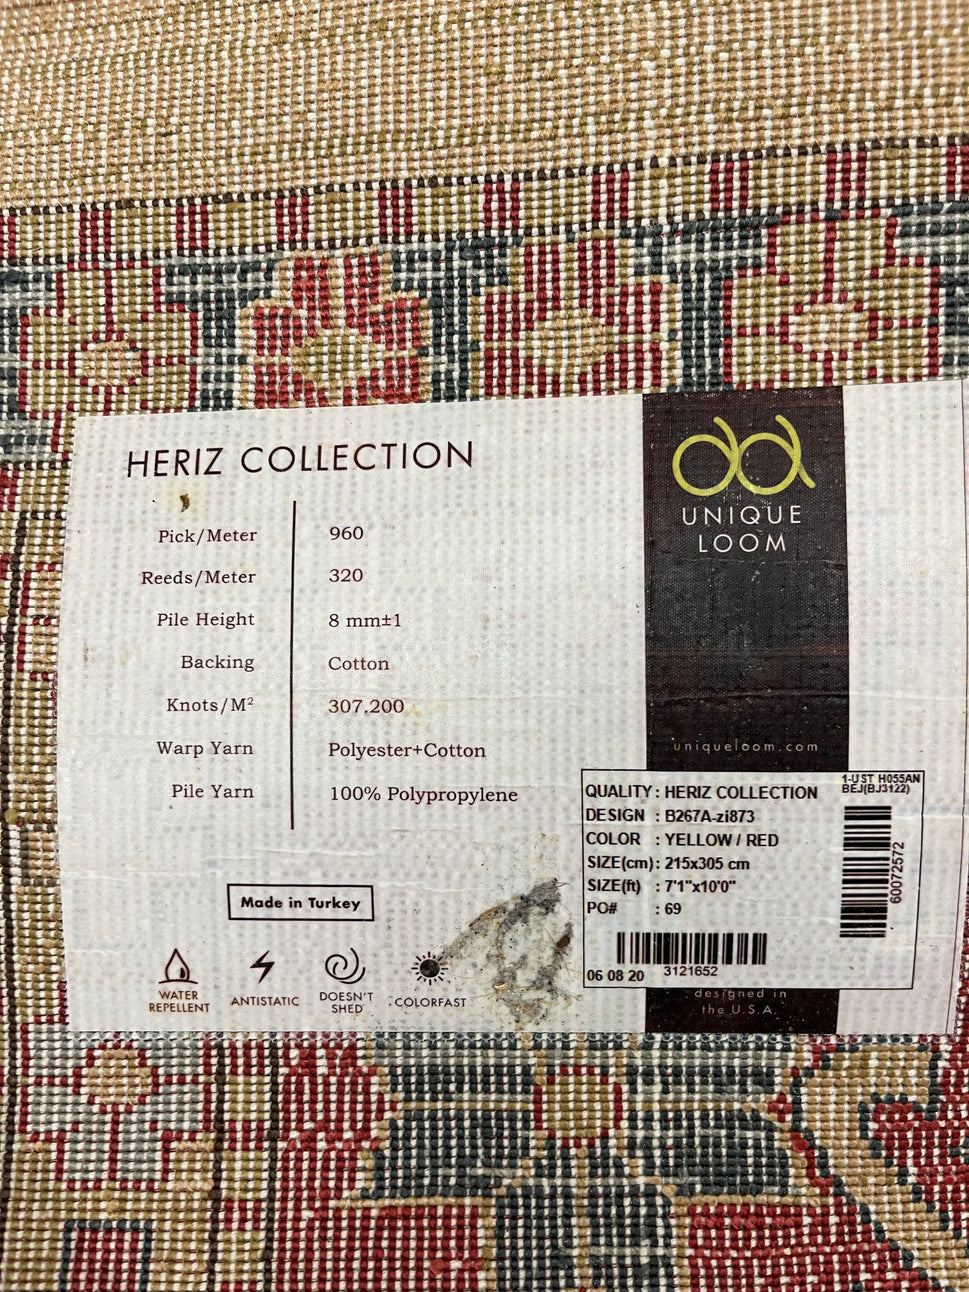 HERIZ COLLECTION
Pick/Meter 960
Reeds/Meter 320
Pile Height 8 mm±1
Backing Cotton
Knots/M² 307.200
Warp Yarn Polyester+Cotton
Pile Yarn 100% Polypropylene
Made in Turkey
WATER REPELLENT
ANTISTATIC
DOESN'T SHED
COLORFAST
UNIQUE
LOOM
uniqueloom.com
1-UST H055AN
BEJ(BJ3122)
QUALITY : HERIZ COLLECTION
DESIGN : B267A-zi873
COLOR : YELLOW / RED
SIZE(cm) : 215x305 cm
SIZE(ft) : 7'1"x10'0"
PO# : 69
60072572
06 08 20 3121652
designed in
the U.S.A.